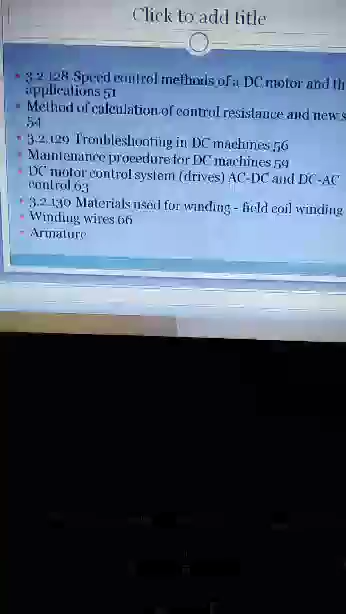 Click to add title
3.2.128 Speed control methods of a DC motor and
applications 51
Method of calculation of control resistance and new
54
3.2.129 Troubleshooting in DC machines 56
Maintenance procedure for DC machines 59
DC motor control system (drives) AC-DC and DC-AC
control 63
3.2.130 Materials used for winding - field coil winding
Winding wires 66
Armature